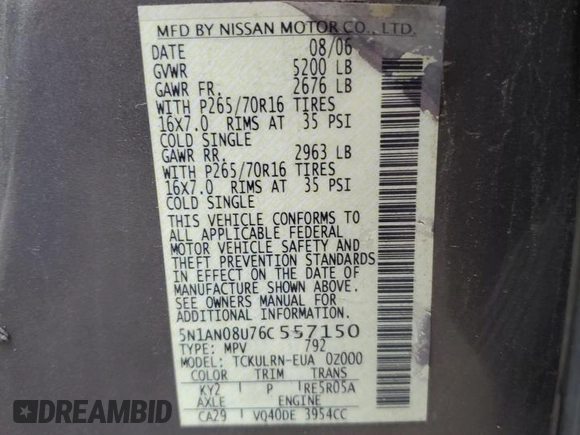 MFD BY NISSAN MOTOR CO., LTD.
DATE 08/06
GVWR 5200 LB
GAWR FR. 2676 LB
WITH P265/70R16 TIRES
16X7.0 RIMS AT 35 PSI
COLD SINGLE
GAWR RR. 2963 LB
WITH P265/70R16 TIRES
16X7.0 RIMS AT 35 PSI
COLD SINGLE
THIS VEHICLE CONFORMS TO
ALL APPLICABLE FEDERAL
MOTOR VEHICLE SAFETY AND
THEFT PREVENTION STANDARDS
IN EFFECT ON THE DATE OF
MANUFACTURE SHOWN ABOVE.
SEE OWNERS MANUAL FOR
ADDITIONAL INFORMATION.
5N1AN08U76C557150
TYPE: MPV 792
MODEL: TCKULRN-EUA 0Z000
COLOR TRIM TRANS
KY2 P RE5R05A
AXLE ENGINE
CA29 VQ40DE 3954CC
DREAMBID